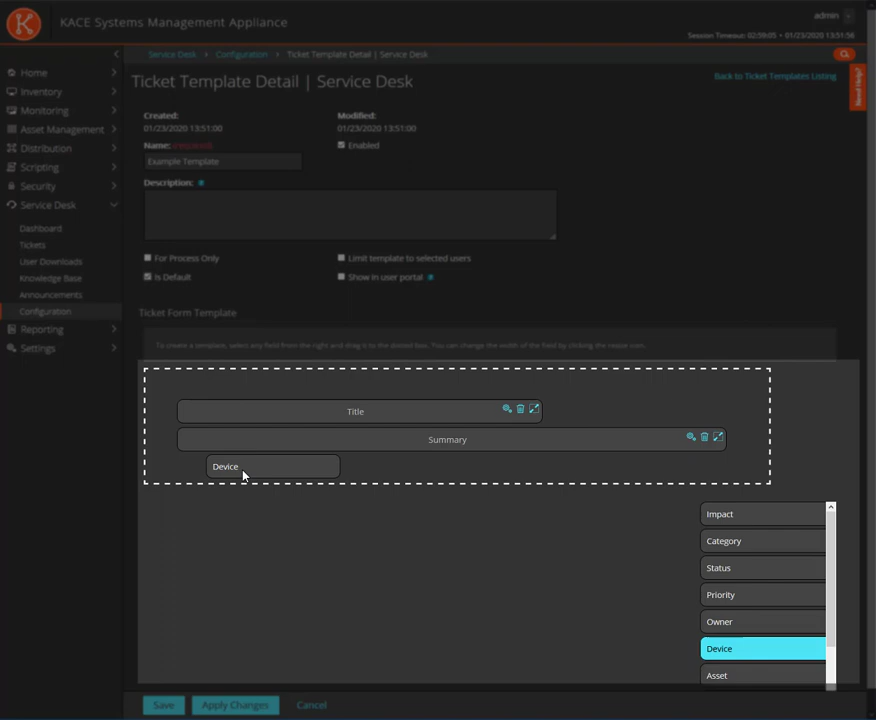 KACE Systems Management Appliance
admin
Session Timeout: 02:59:05 • 01/23/2020 13:51:56
Service Desk > Configuration > Ticket Template Detail | Service Desk
Ticket Template Detail | Service Desk
Back to Ticket Templates Listing
Need Help?
Home
Inventory
Monitoring
Asset Management
Distribution
Scripting
Security
Service Desk
Dashboard
Tickets
User Downloads
Knowledge Base
Announcements
Configuration
Reporting
Settings
Created:
01/23/2020 13:51:00
Modified:
01/23/2020 13:51:00
Name: (required)
Example Template
Enabled
Description:
For Process Only
Limit template to selected users
Is Default
Show in user portal
Ticket Form Template
To create a template, select any field from the right and drag it to the dotted box. You can change the width of the field by clicking the resize icon.
Title
Summary
Device
Impact
Category
Status
Priority
Owner
Device
Asset
Save
Apply Changes
Cancel